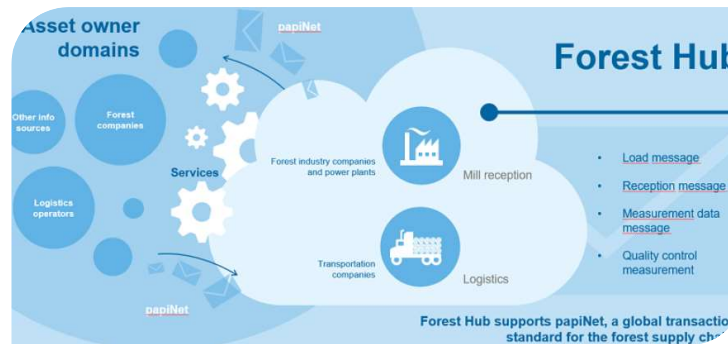 Asset owner
domains
papiNet
Forest Hub
Other info
sources
Forest
companies
Services
Forest industry companies
and power plants
Mill reception
Logistics
operators
Transportation
companies
Logistics
papiNet
• Load message
• Reception message
• Measurement data
message
• Quality control
measurement
Forest Hub supports papiNet, a global transactio
standard for the forest supply chai